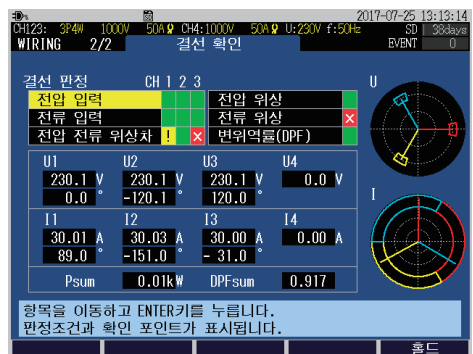 2017-07-25 13:13:14
CH123: 3P4W 1000V 50A CH4:1000V 50A U:230V f:50Hz SD 38days
WIRING 2/2 결선 확인 EVENT 0
결선 판정 CH 1 2 3
전압 입력 전압 위상
전류 입력 전류 위상 ×
전압 전류 위상차 ! × 변위역률(DPF)
U
U1 U2 U3 U4
230.1 V 230.1 V 230.1 V 0.0 V
0.0 ° -120.1 ° 120.0 °
I
I1 I2 I3 I4
30.01 A 30.03 A 30.00 A 0.00 A
89.0 ° -151.0 ° - 31.0 °
Psum 0.01kW DPFsum 0.917
항목을 이동하고 ENTER키를 누릅니다.
판정조건과 확인 포인트가 표시됩니다.
홀드